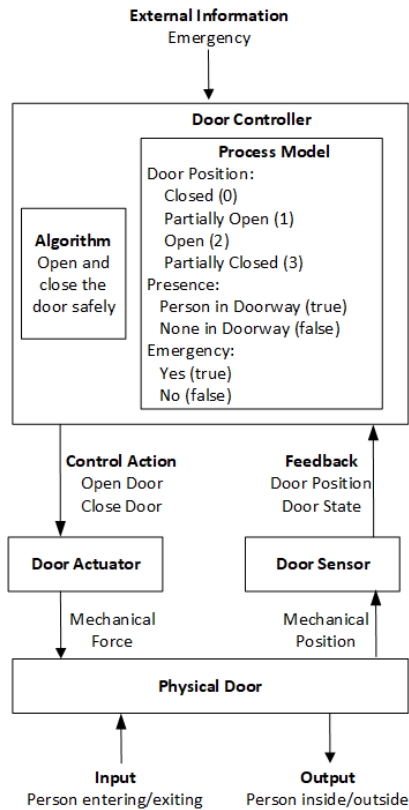 External Information
Emergency
Door Controller
Process Model
Door Position:
Closed (0)
Partially Open (1)
Open (2)
Partially Closed (3)
Presence:
Person in Doorway (true)
None in Doorway (false)
Emergency:
Yes (true)
No (false)
Algorithm
Open and
close the
door safely
Control Action
Open Door
Close Door
Feedback
Door Position
Door State
Door Actuator
Door Sensor
Mechanical
Force
Mechanical
Position
Physical Door
Input
Person entering/exiting
Output
Person inside/outside